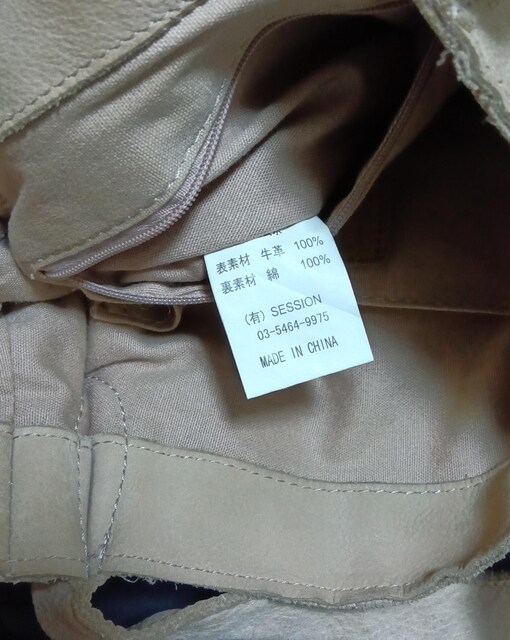 表素材 牛革 100%
裏素材 綿 100%
(有) SESSION
03-5464-9975
MADE IN CHINA